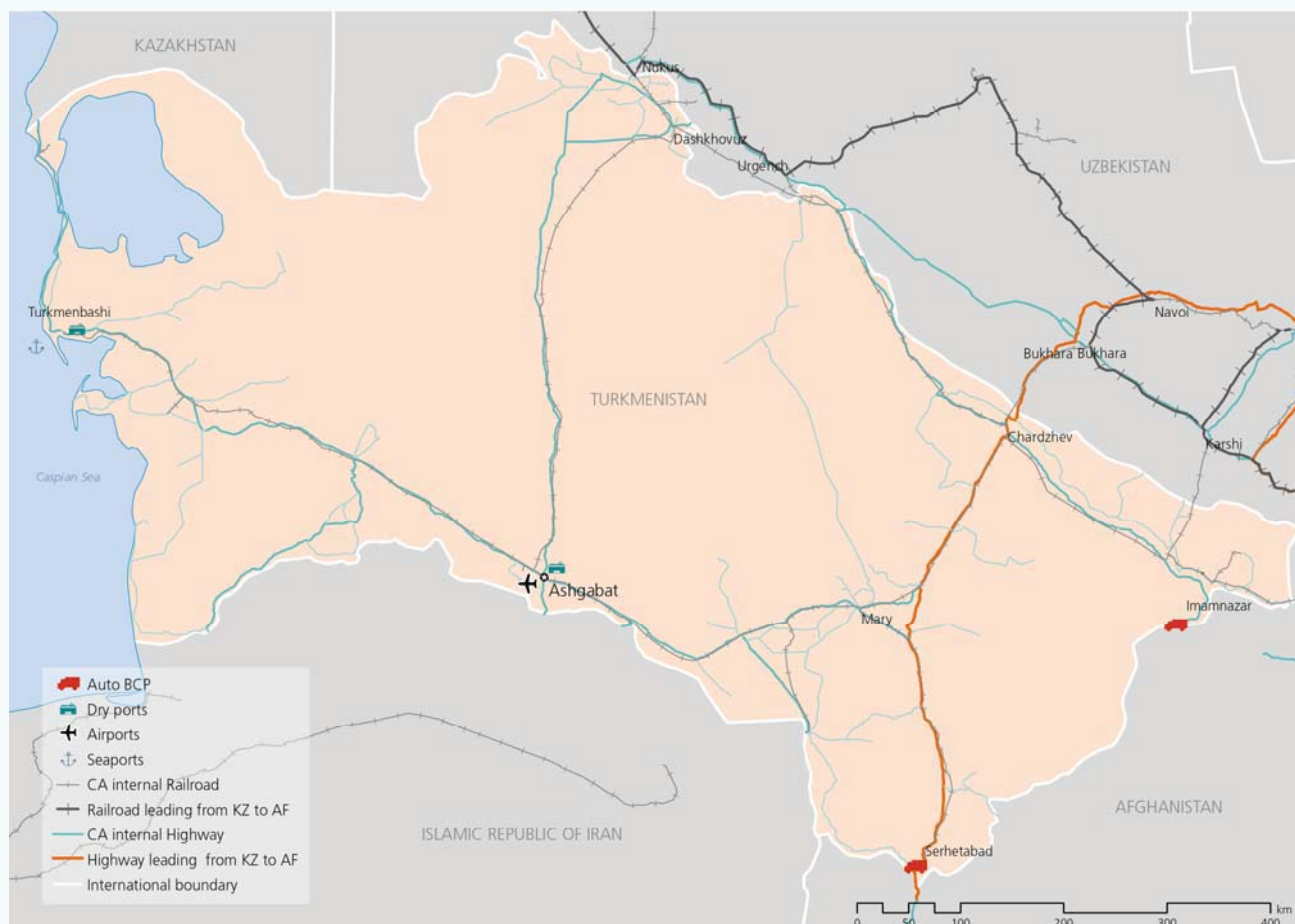 KAZAKHSTAN
Nukus
Dashkhovuz
Urgench
UZBEKISTAN
Turkmenbashi
Navoi
Bukhara Bukhara
TURKMENISTAN
Chardzhev
Karshi
Caspian Sea
Ashgabat
Imamnazar
Mary
Auto BCP
Dry ports
Airports
Seaports
CA internal Railroad
Railroad leading from KZ to AF
CA internal Highway
Highway leading from KZ to AF
International boundary
ISLAMIC REPUBLIC OF IRAN
AFGHANISTAN
Serhetabad
km
0 50 100 200 300 400